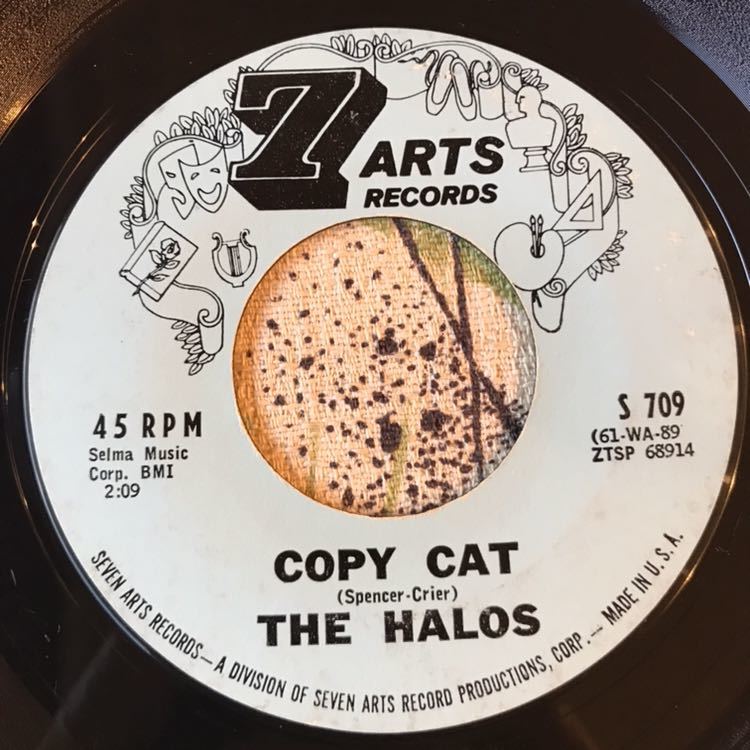 7 ARTS
RECORDS
45 RPM
Selma Music
Corp. BMI
2:09
S 709
(61-WA-89
ZTSP 68914
COPY CAT
(Spencer-Crier)
THE HALOS
SEVEN ARTS RECORDS—A DIVISION OF SEVEN ARTS RECORD PRODUCTIONS, CORP.—MADE IN U.S.A.